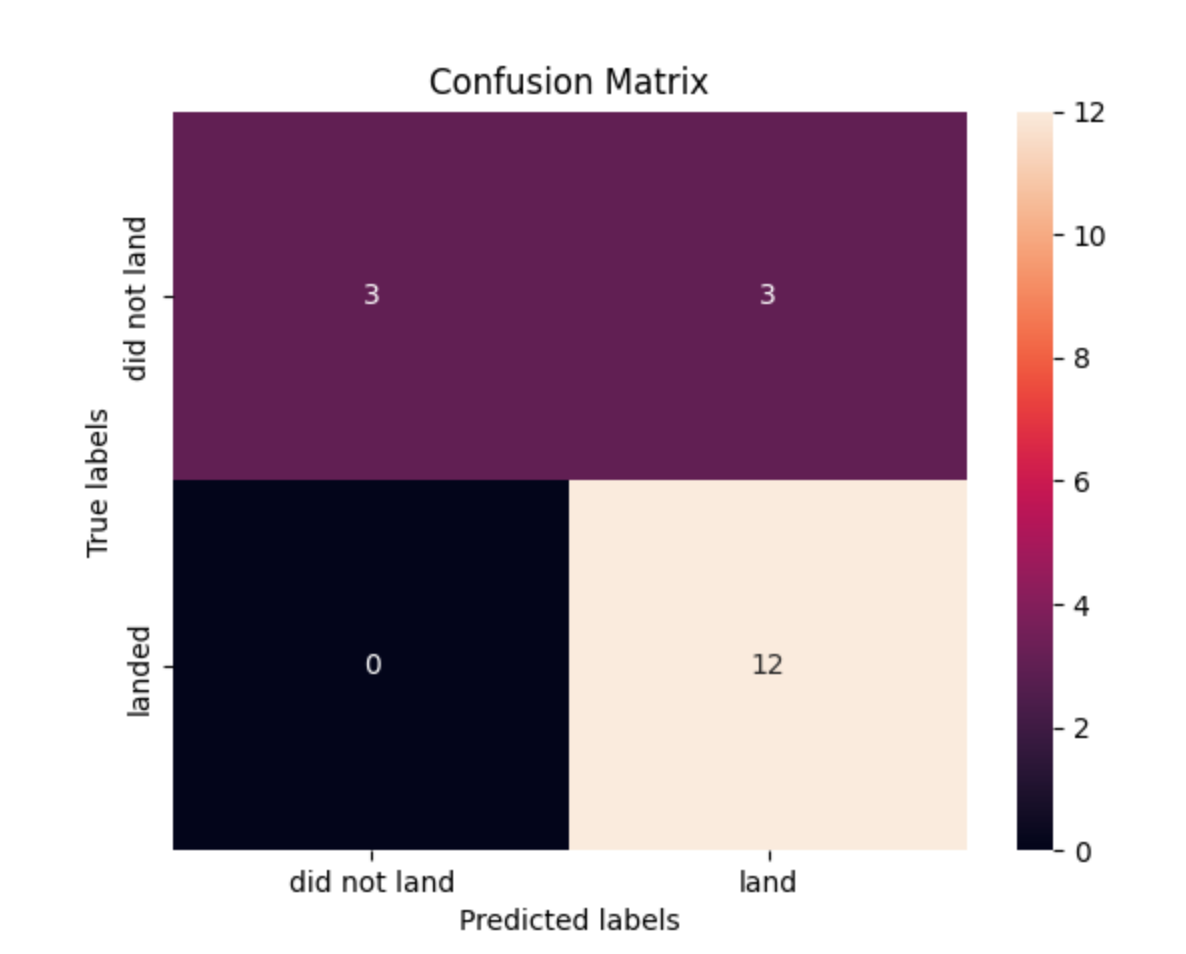 Confusion Matrix
did not land
landed
True labels
3
3
0
12
did not land
land
Predicted labels
12
10
8
6
4
2
0